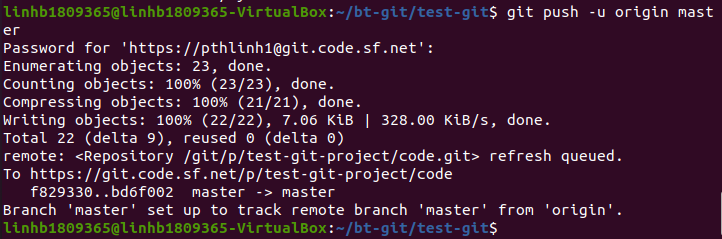 linhb1809365@linhb1809365-VirtualBox:~/bt-git/test-git$ git push -u origin mast
er
Password for 'https://pthlinh1@git.code.sf.net':
Enumerating objects: 23, done.
Counting objects: 100% (23/23), done.
Compressing objects: 100% (21/21), done.
Writing objects: 100% (22/22), 7.06 KiB | 328.00 KiB/s, done.
Total 22 (delta 9), reused 0 (delta 0)
remote: <Repository /git/p/test-git-project/code.git> refresh queued.
To https://git.code.sf.net/p/test-git-project/code
   f829330..bd6f002  master -> master
Branch 'master' set up to track remote branch 'master' from 'origin'.
linhb1809365@linhb1809365-VirtualBox:~/bt-git/test-git$